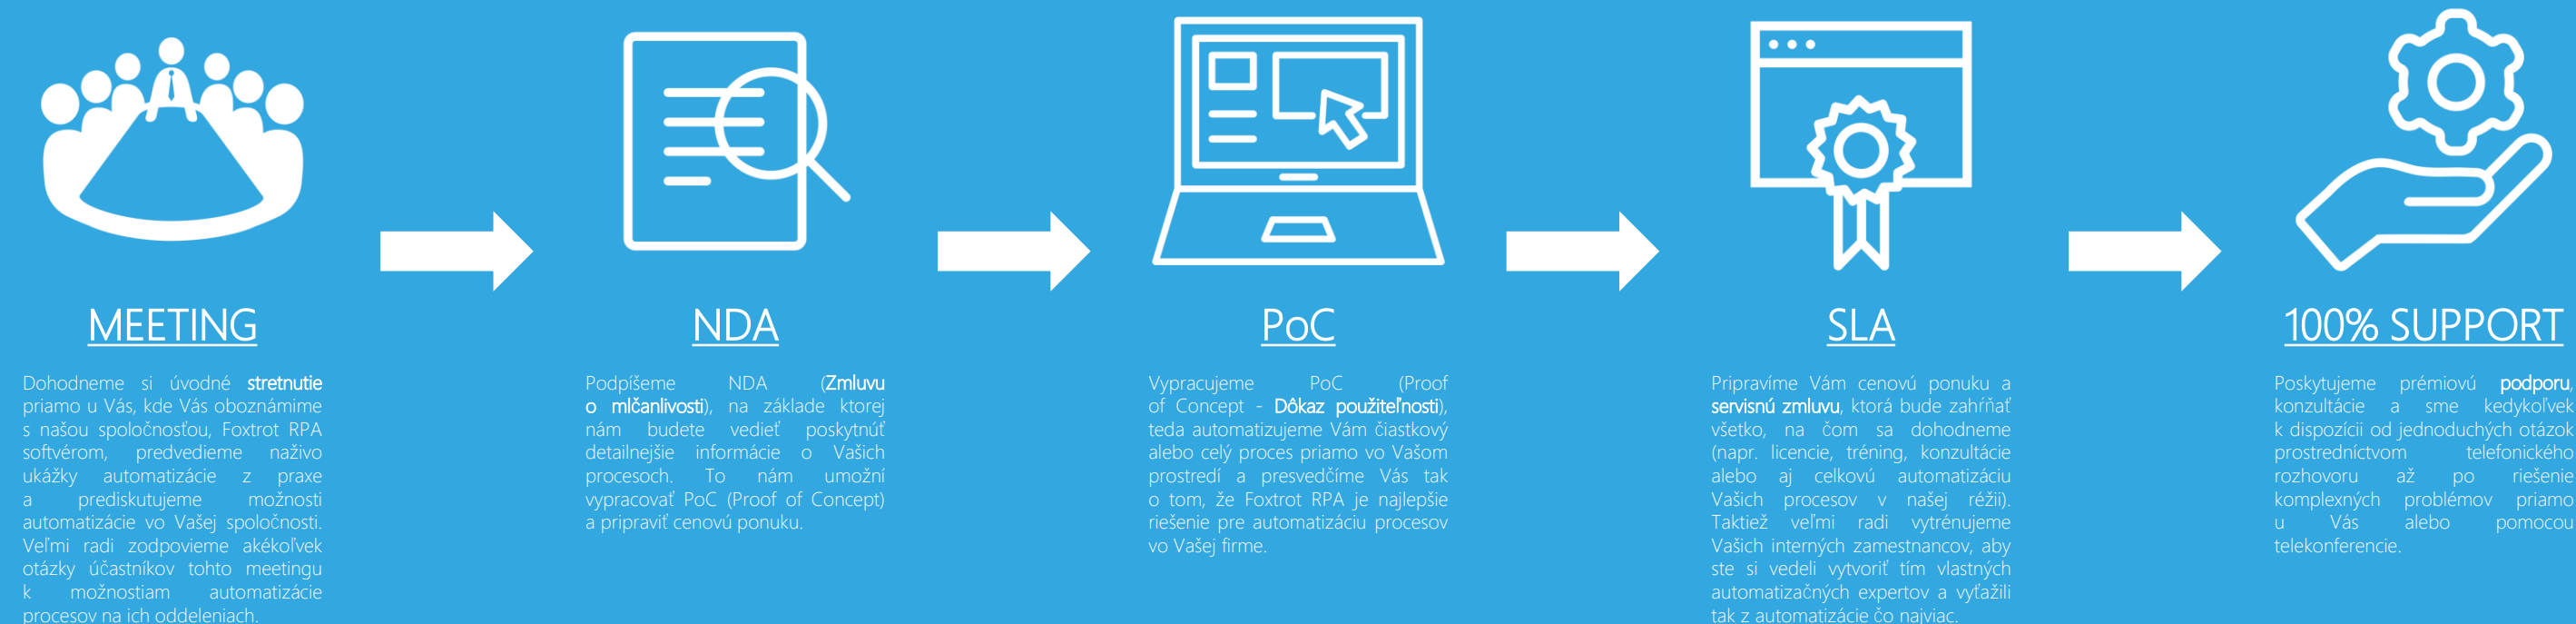 MEETING
Dohodneme si úvodné stretnutie
priamo u Vás, kde Vás oboznámime
s našou spoločnosťou, Foxtrot RPA
softvérom, predvedieme naživo
ukážky automatizácie z praxe
a prediskutujeme možnosti
automatizácie vo Vašej spoločnosti.
Veľmi radi zodpovieme akékoľvek
otázky účastníkov tohto meetingu
k možnostiam automatizácie
procesov na ich oddeleniach.
NDA
Podpíšeme NDA (Zmluvu
o mlčanlivosti), na základe ktorej
nám budete vedieť poskytnúť
detailnejšie informácie o Vašich
procesoch. To nám umožní
vypracovať PoC (Proof of Concept)
a pripraviť cenovú ponuku.
PoC
Vypracujeme PoC (Proof
of Concept - Dôkaz použiteľnosti),
teda automatizujeme Vám čiastkový
alebo celý proces priamo vo Vašom
prostredí a presvedčíme Vás tak
o tom, že Foxtrot RPA je najlepšie
riešenie pre automatizáciu procesov
vo Vašej firme.
SLA
Pripravíme Vám cenovú ponuku a
servisnú zmluvu, ktorá bude zahŕňať
všetko, na čom sa dohodneme
(napr. licencie, tréning, konzultácie
alebo aj celkovú automatizáciu
Vašich procesov v našej réžii).
Taktiež veľmi radi vytrénujeme
Vašich interných zamestnancov, aby
ste si vedeli vytvoriť tím vlastných
automatizačných expertov a vyťažili
tak z automatizácie čo najviac.
100% SUPPORT
Poskytujeme prémiovú podporu,
konzultácie a sme kedykoľvek
k dispozícii od jednoduchých otázok
prostredníctvom telefonického
rozhovoru až po riešenie
komplexných problémov priamo
u Vás alebo pomocou
telekonferencie.